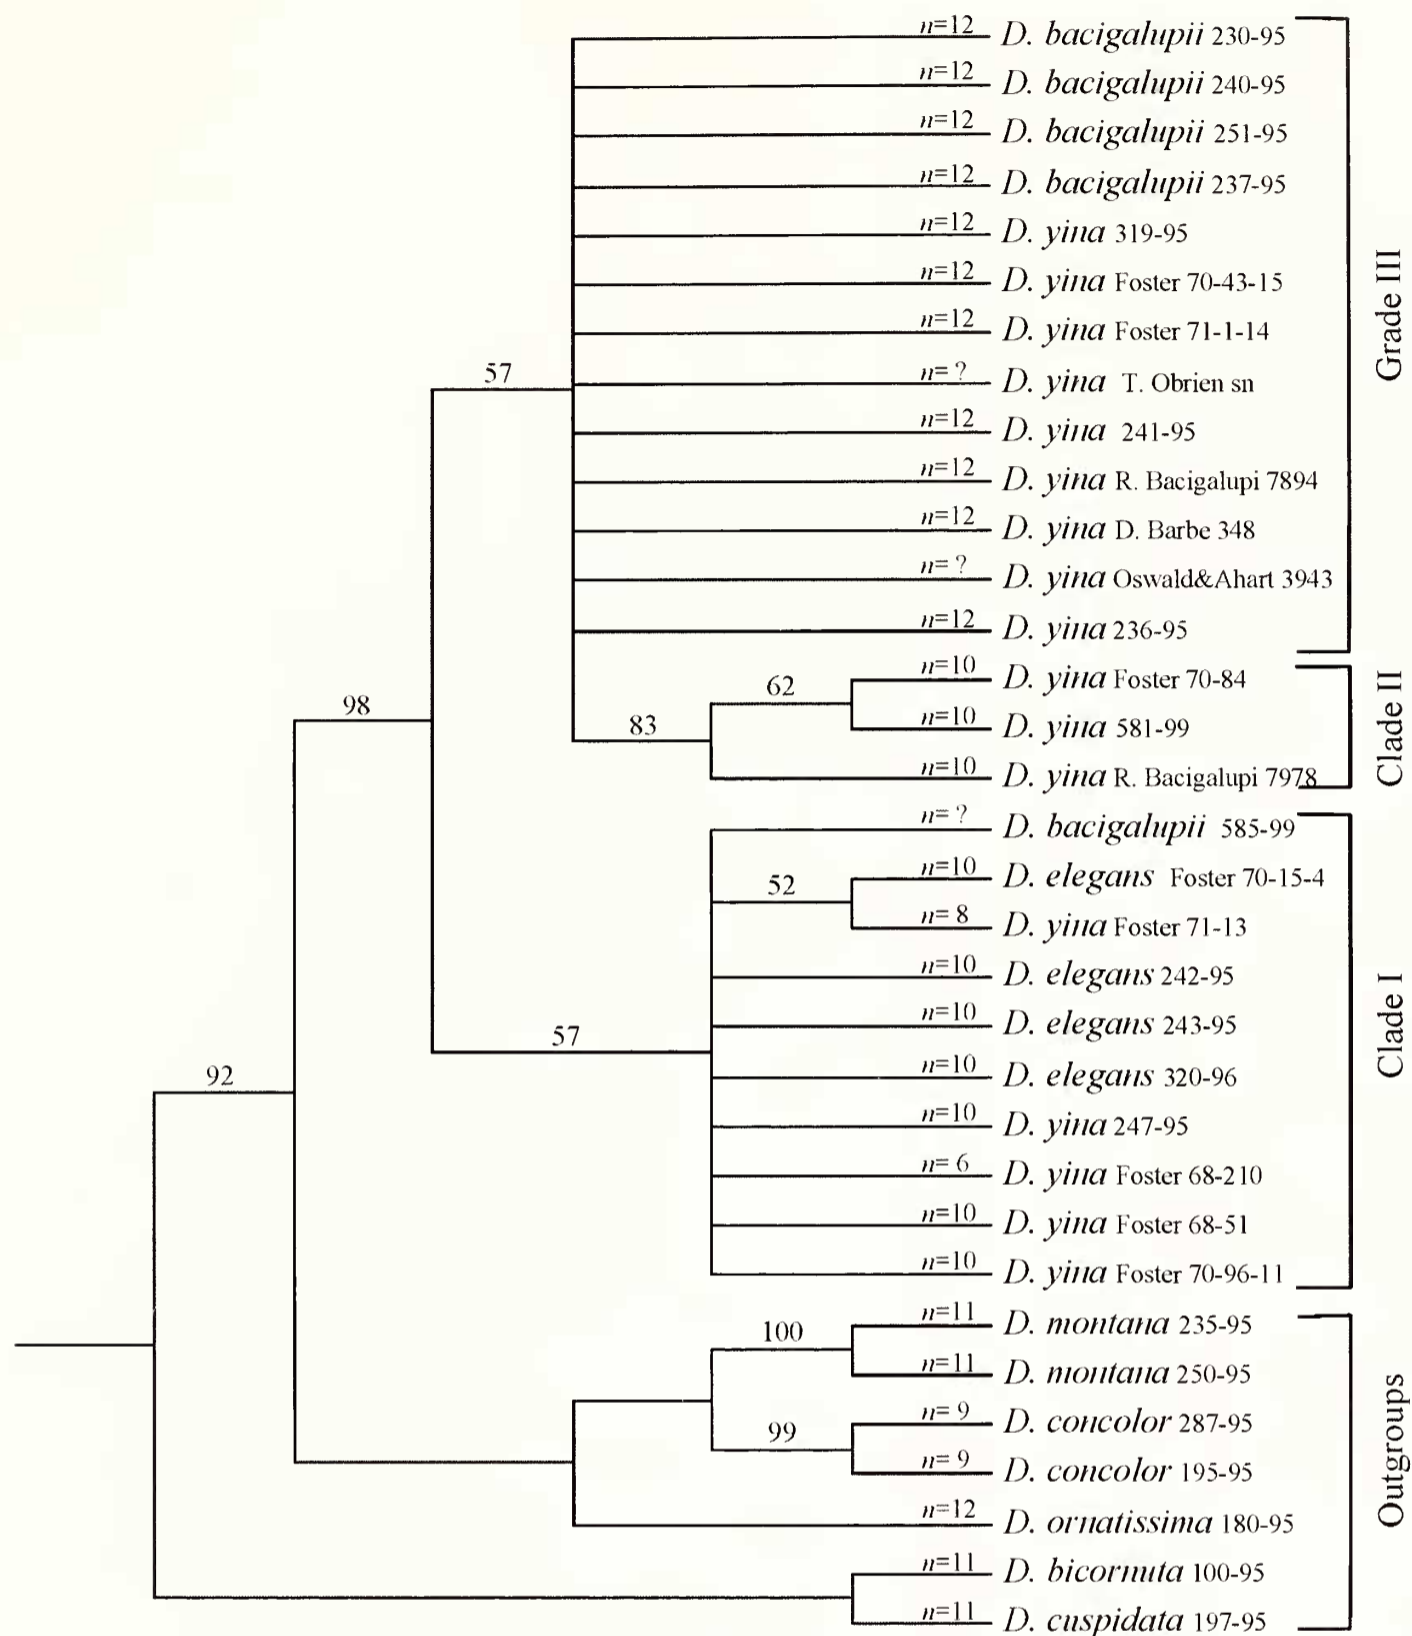 n=12 D. bacigalupii 230-95
n=12 D. bacigalupii 240-95
n=12 D. bacigalupii 251-95
n=12 D. bacigalupii 237-95
n=12 D. yina 319-95
n=12 D. yina Foster 70-43-15
n=12 D. yina Foster 71-1-14
57
n= ? D. yina T. Obrien sn
n=12 D. yina 241-95
n=12 D. yina R. Bacigalupi 7894
n=12 D. yina D. Barbe 348
n= ? D. yina Oswald&Ahart 3943
n=12 D. yina 236-95
Grade III
98
83
62
n=10 D. yina Foster 70-84
n=10 D. yina 581-99
n=10 D. yina R. Bacigalupi 7978
Clade II
n= ? D. bacigalupii 585-99
52
n=10 D. elegans Foster 70-15-4
n= 8 D. yina Foster 71-13
n=10 D. elegans 242-95
n=10 D. elegans 243-95
57
n=10 D. elegans 320-96
92
n=10 D. yina 247-95
n= 6 D. yina Foster 68-210
n=10 D. yina Foster 68-51
n=10 D. yina Foster 70-96-11
Clade I
100
n=11 D. montana 235-95
n=11 D. montana 250-95
99
n= 9 D. concolor 287-95
n= 9 D. concolor 195-95
n=12 D. ornatissima 180-95
n=11 D. bicornuta 100-95
n=11 D. cuspidata 197-95
Outgroups